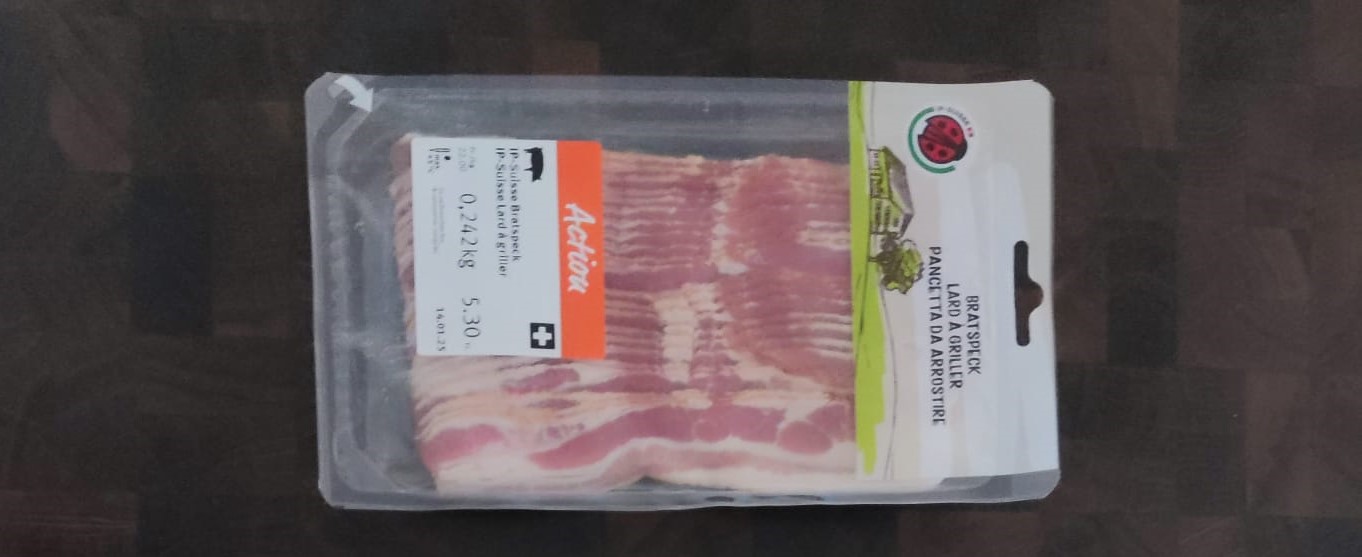 Action
IP-Suisse Bratspeck
IP-Suisse Lard à griller
0,242kg 5.30
14.01.23
IP-SUISSE
BRATSPECK
LARD À GRILLER
PANCETTA DA ARROSTIRE